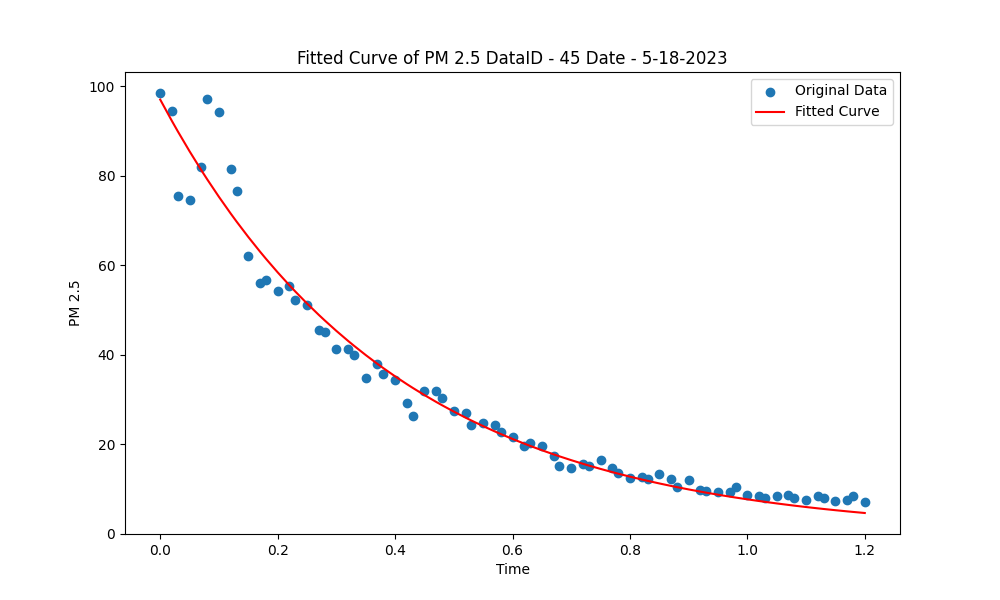 Fitted Curve of PM 2.5 DataID - 45 Date - 5-18-2023
Original Data
Fitted Curve
100
80
60
40
20
0
PM 2.5
0.0 0.2 0.4 0.6 0.8 1.0 1.2
Time